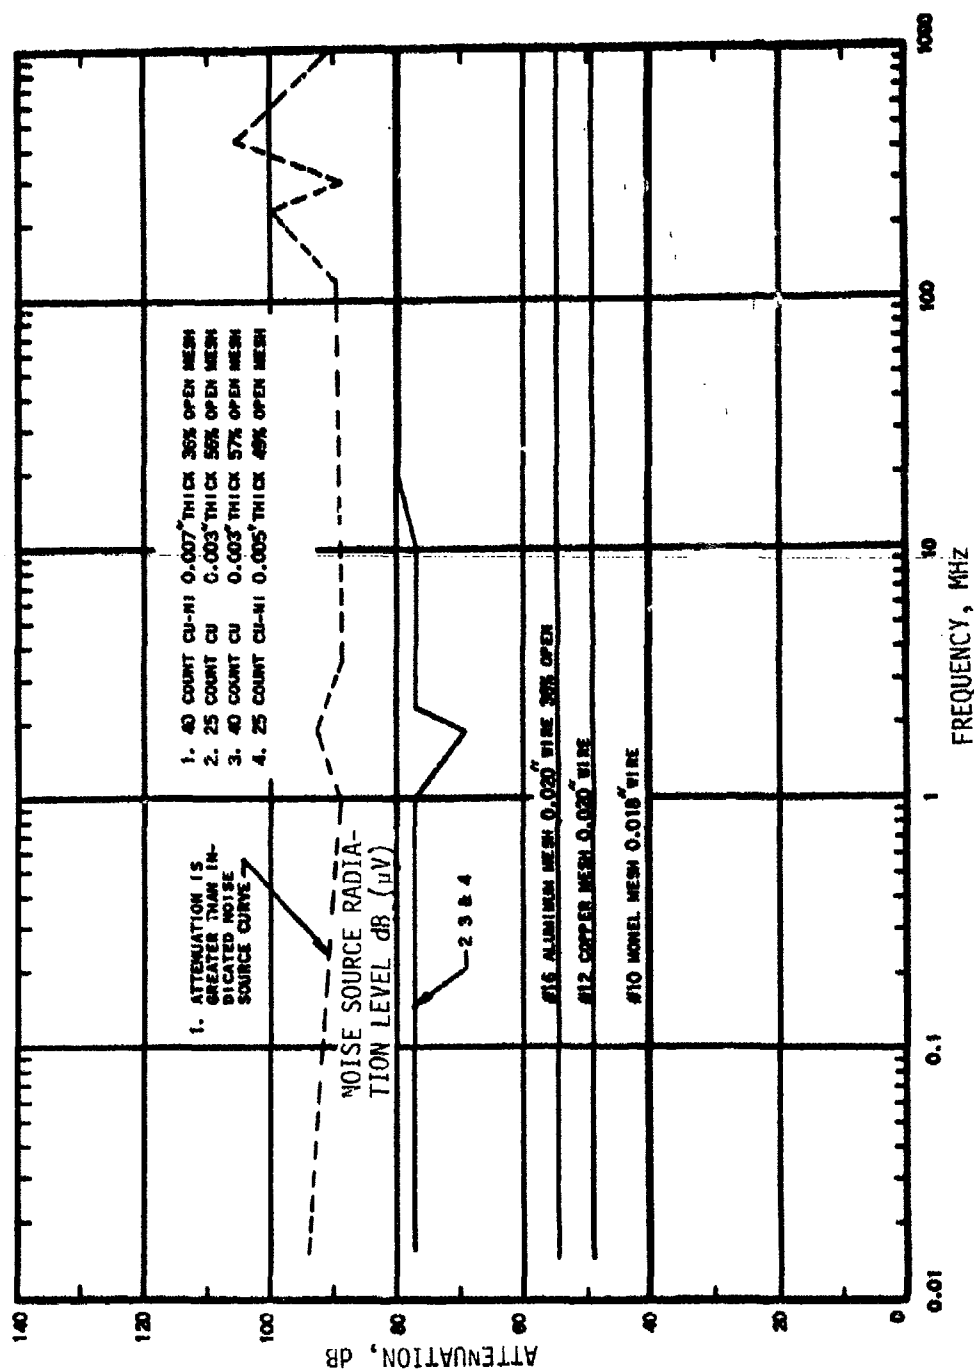 1. 40 COUNT CU-NI 0.007" THICK 36% OPEN MESH
2. 25 COUNT CU 0.003" THICK 56% OPEN MESH
3. 40 COUNT CU 0.003" THICK 57% OPEN MESH
4. 25 COUNT CU-NI 0.005" THICK 49% OPEN MESH
1. ATTENUATION IS
GREATER THAN IN-
DICATED NOISE
SOURCE CURVE
NOISE SOURCE RADIA-
TION LEVEL dB (μV)
2 3 & 4
#16 ALUMINUM MESH 0.020" WIRE 36% OPEN
#12 COPPER MESH 0.020" WIRE
#10 MONEL MESH 0.018" WIRE
ATTENUATION, dB
140
120
100
80
60
40
20
0
0.01
0.1
1
10
100
1000
FREQUENCY, MHz